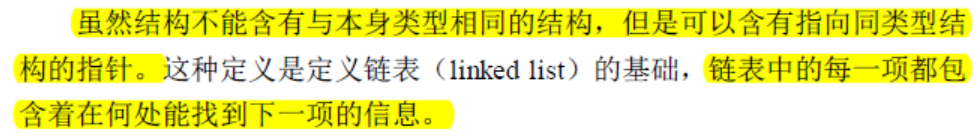 虽然结构不能含有与本身类型相同的结构，但是可以含有指向同类型结
构的指针。这种定义是定义链表（linked list）的基础，链表中的每一项都包
含着在何处能找到下一项的信息。